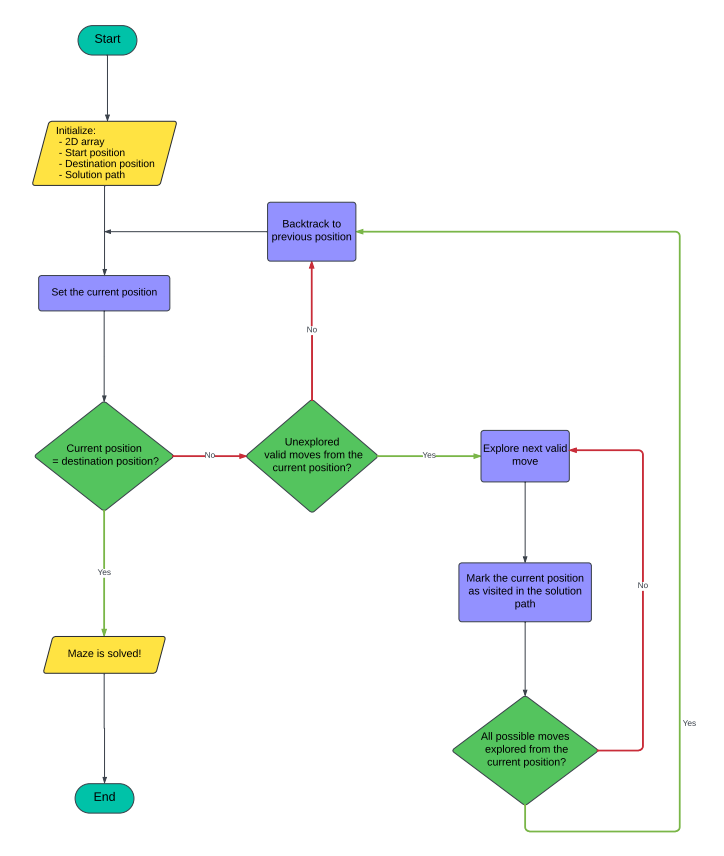 Start
Initialize:
- 2D array
- Start position
- Destination position
- Solution path
Backtrack to
previous position
Set the current position
No
Current position
= destination position?
No
Unexplored
valid moves from the
current position?
Yes
Explore next valid
move
Yes
Mark the current position
as visited in the solution
path
No
Maze is solved!
All possible moves
explored from the
current position?
Yes
End